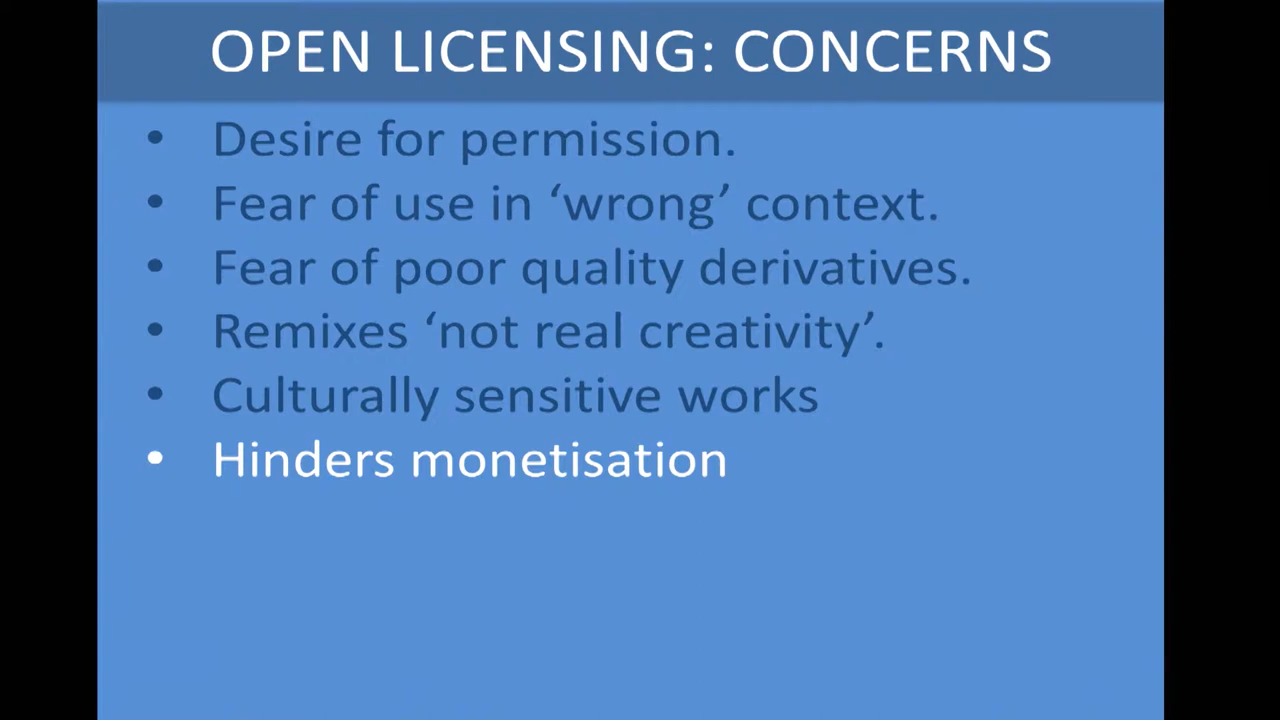 OPEN LICENSING: CONCERNS
• Desire for permission.
• Fear of use in ‘wrong’ context.
• Fear of poor quality derivatives.
• Remixes ‘not real creativity’.
• Culturally sensitive works
• Hinders monetisation